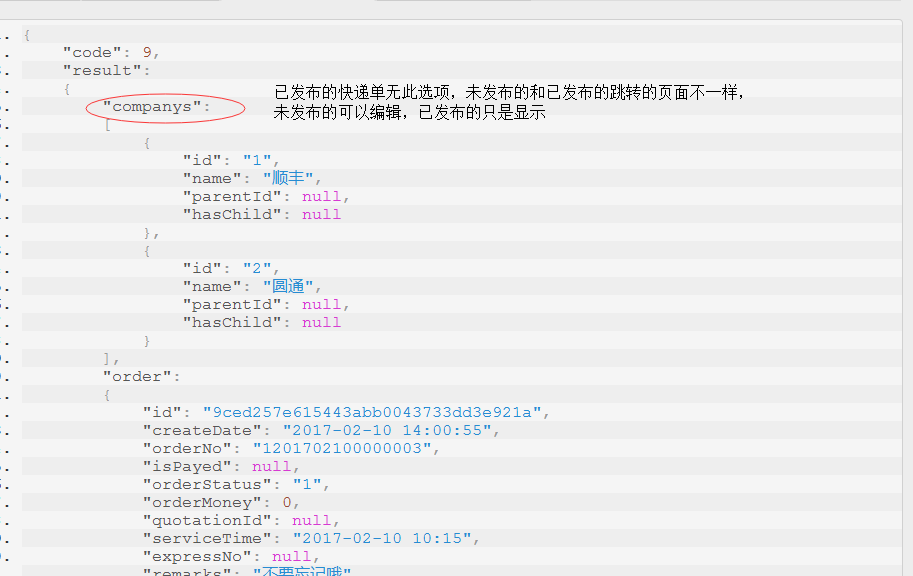 {
"code": 9,
"result":
{
"companys":
已发布的快递单无此选项，未发布的和已发布的跳转的页面不一样，
未发布的可以编辑，已发布的只是显示
[
{
"id": "1",
"name": "顺丰",
"parentId": null,
"hasChild": null
},
{
"id": "2",
"name": "圆通",
"parentId": null,
"hasChild": null
}
],
"order":
{
"id": "9ced257e615443abb0043733dd3e921a",
"createDate": "2017-02-10 14:00:55",
"orderNo": "1201702100000003",
"isPayed": null,
"orderStatus": "1",
"orderMoney": 0,
"quotationId": null,
"serviceTime": "2017-02-10 10:15",
"expressNo": null,
"remarks": "不要忘记哦"